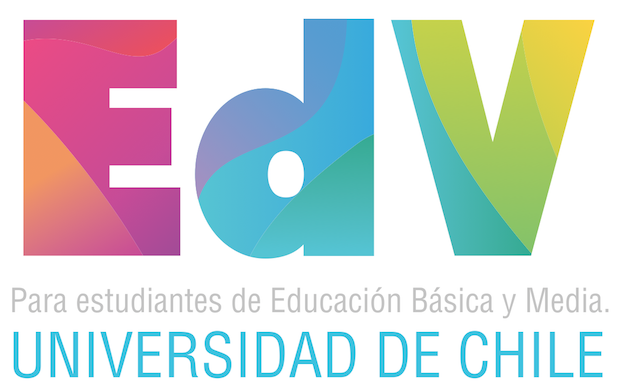 EdV
Para estudiantes de Educación Básica y Media.
UNIVERSIDAD DE CHILE